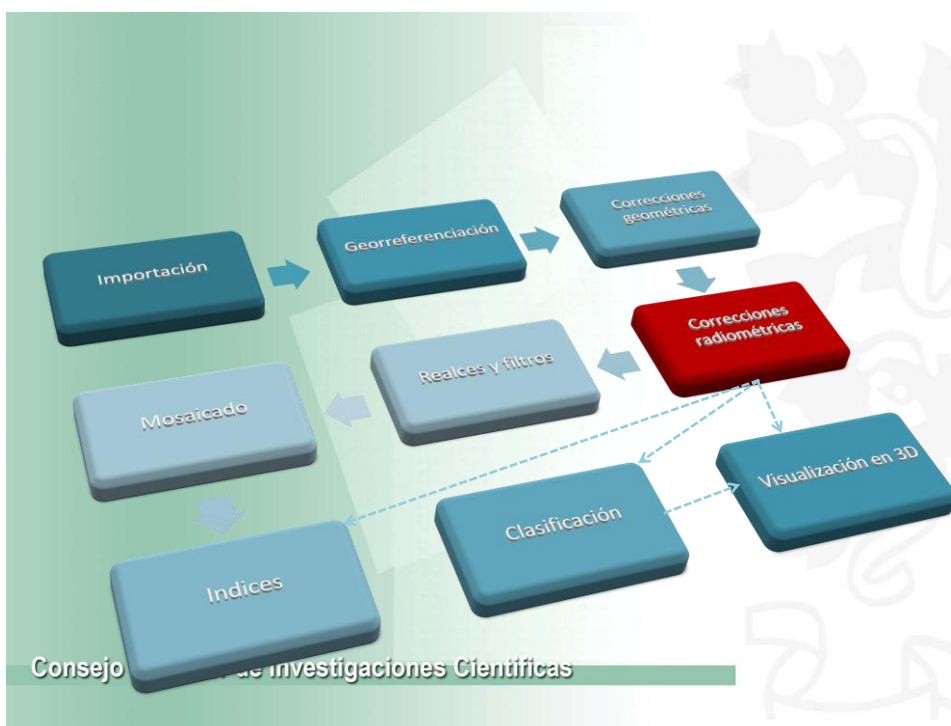 Importación
Georreferenciación
Correcciones
geométricas
Correcciones
radiométricas
Realces y filtros
Mosaicado
Indices
Clasificación
Visualización en 3D
Consejo de Investigaciones Científicas